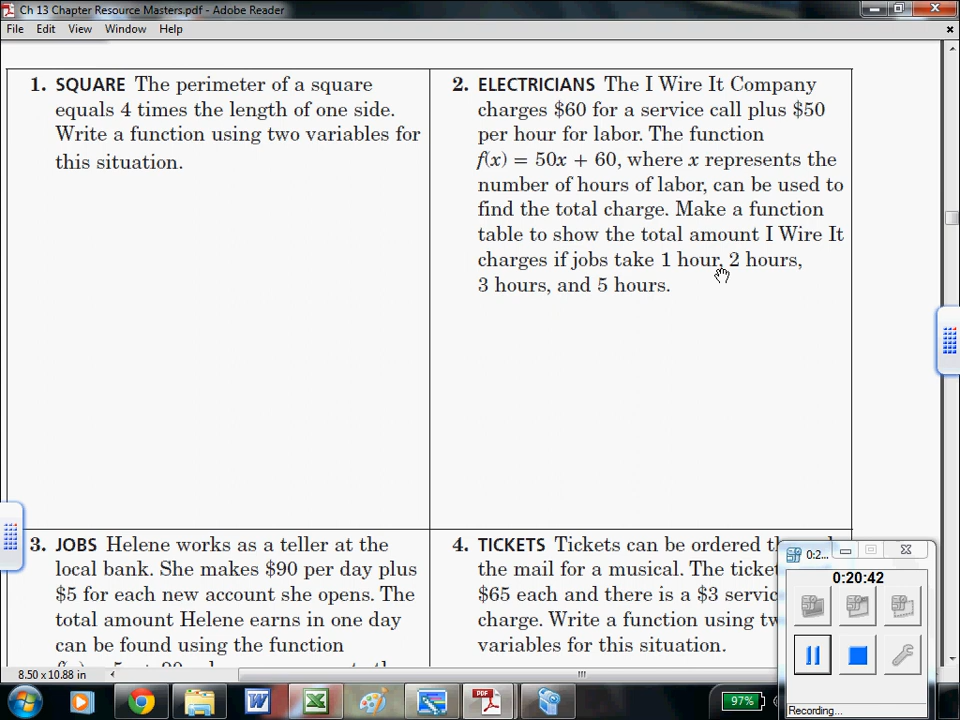 Ch 13 Chapter Resource Masters.pdf - Adobe Reader
File Edit View Window Help
1. SQUARE The perimeter of a square
equals 4 times the length of one side.
Write a function using two variables for
this situation.
2. ELECTRICIANS The I Wire It Company
charges $60 for a service call plus $50
per hour for labor. The function
f(x) = 50x + 60, where x represents the
number of hours of labor, can be used to
find the total charge. Make a function
table to show the total amount I Wire It
charges if jobs take 1 hour, 2 hours,
3 hours, and 5 hours.
3. JOBS Helene works as a teller at the
local bank. She makes $90 per day plus
$5 for each new account she opens. The
total amount Helene earns in one day
can be found using the function
4. TICKETS Tickets can be ordered
the mail for a musical. The
$65 each and there is a $3
charge. Write a function using
variables for this situation.
8.50 x 10.88 in
0:2...
0:20:42
Recording...
97%